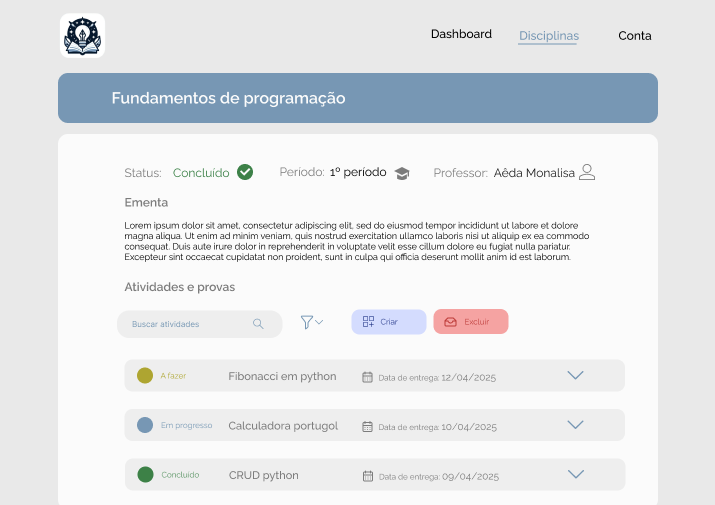 Dashboard Disciplinas Conta
Fundamentos de programação
Status: Concluído Período: 1º período Professor: Aêda Monalisa
Ementa
Lorem ipsum dolor sit amet, consectetur adipiscing elit, sed do eiusmod tempor incididunt ut labore et dolore
magna aliqua. Ut enim ad minim veniam, quis nostrud exercitation ullamco laboris nisi ut aliquip ex ea commodo
consequat. Duis aute irure dolor in reprehenderit in voluptate velit esse cillum dolore eu fugiat nulla pariatur.
Excepteur sint occaecat cupidatat non proident, sunt in culpa qui officia deserunt mollit anim id est laborum.
Atividades e provas
Buscar atividades Criar Excluir
A fazer Fibonacci em python Data de entrega: 12/04/2025
Em progresso Calculadora portugol Data de entrega: 10/04/2025
Concluído CRUD python Data de entrega: 09/04/2025